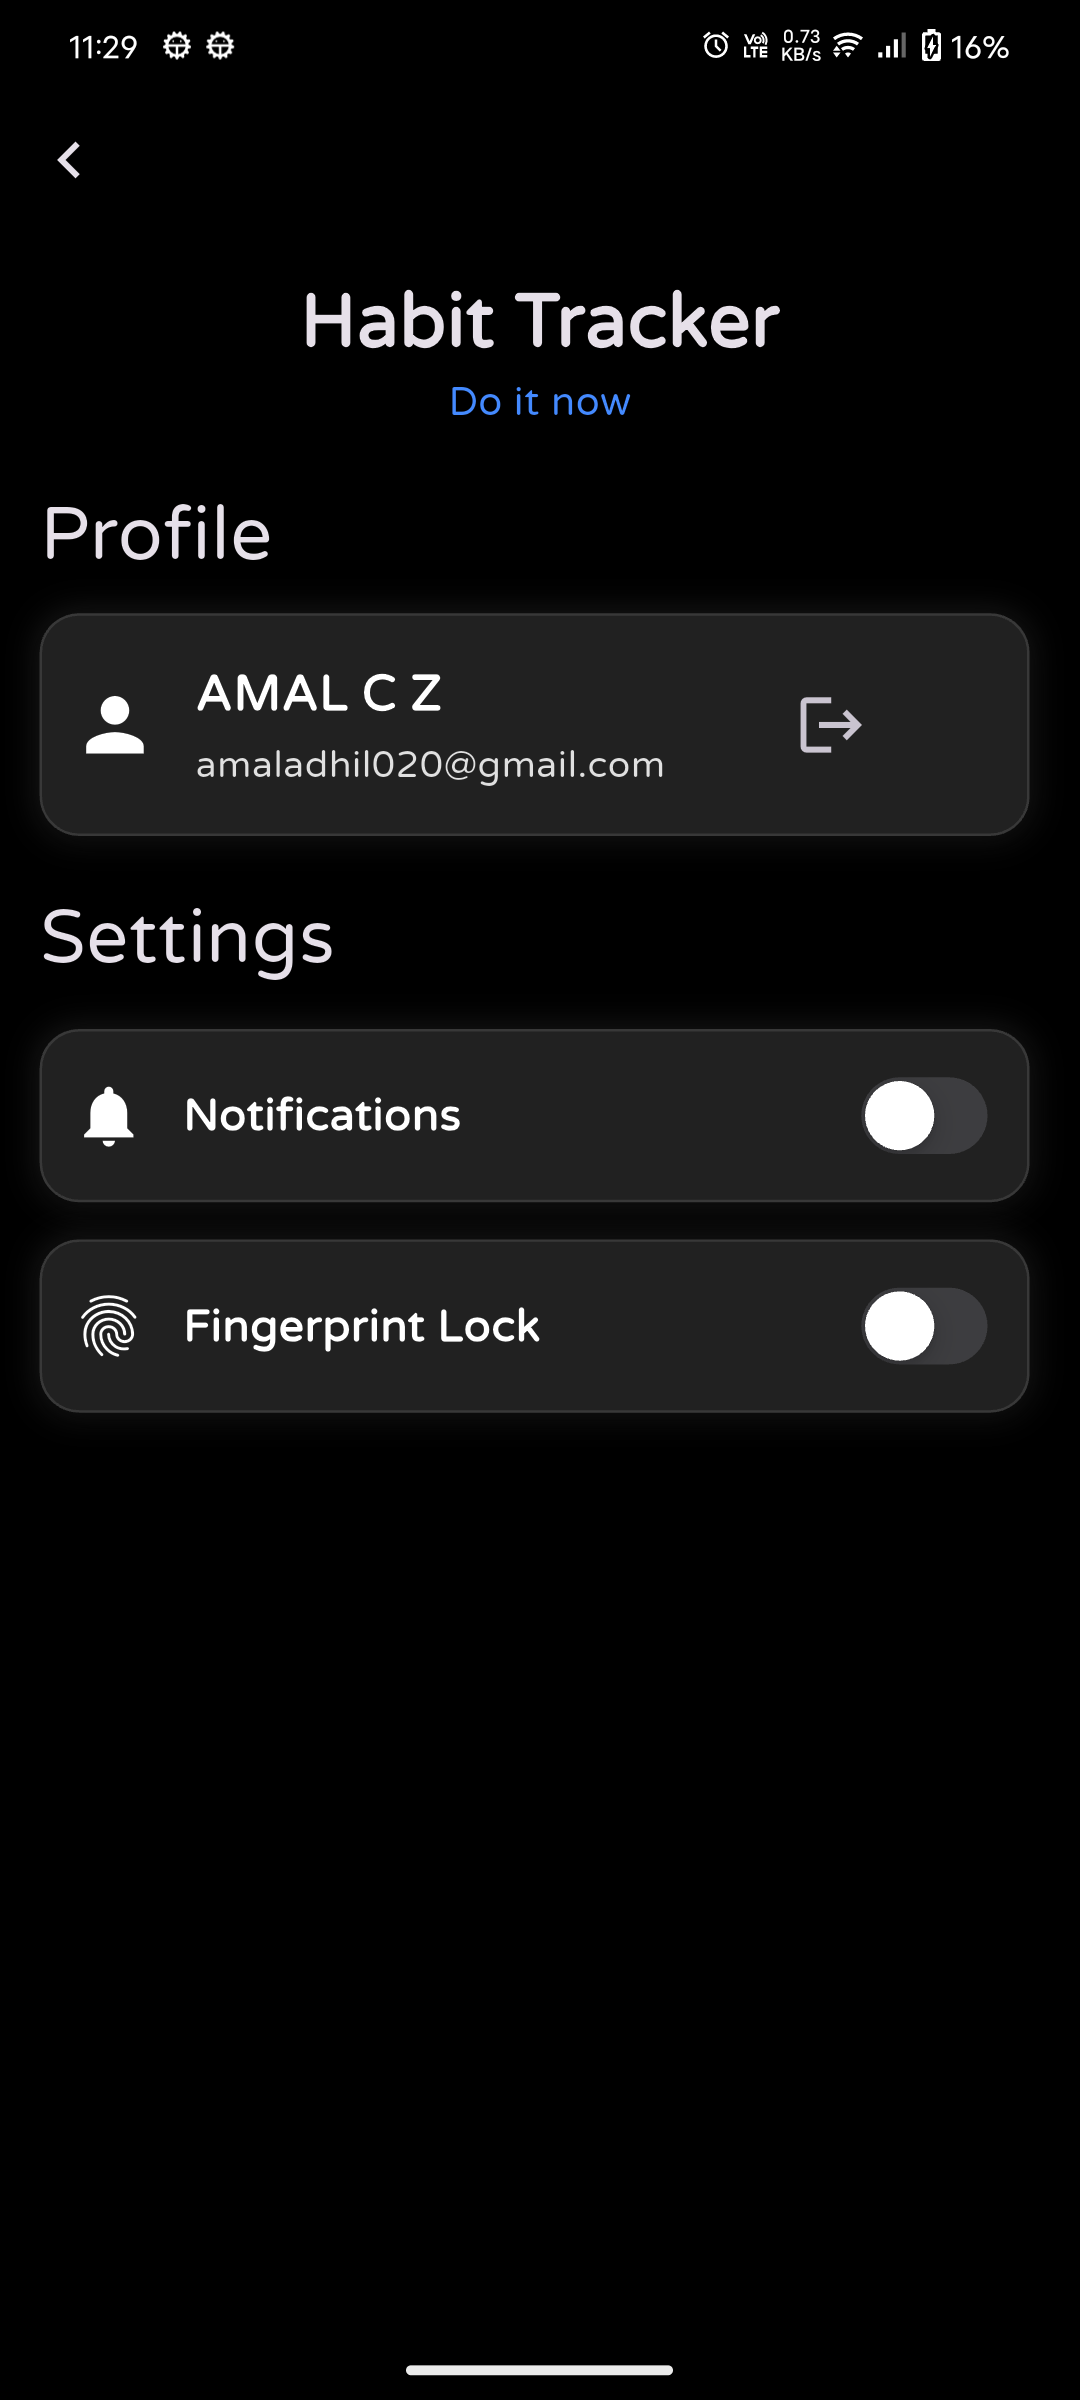 11:29 Vo) LTE 0.73 KB/s 16%
Habit Tracker
Do it now
Profile
AMAL C Z
amaladhil020@gmail.com
Settings
Notifications
Fingerprint Lock